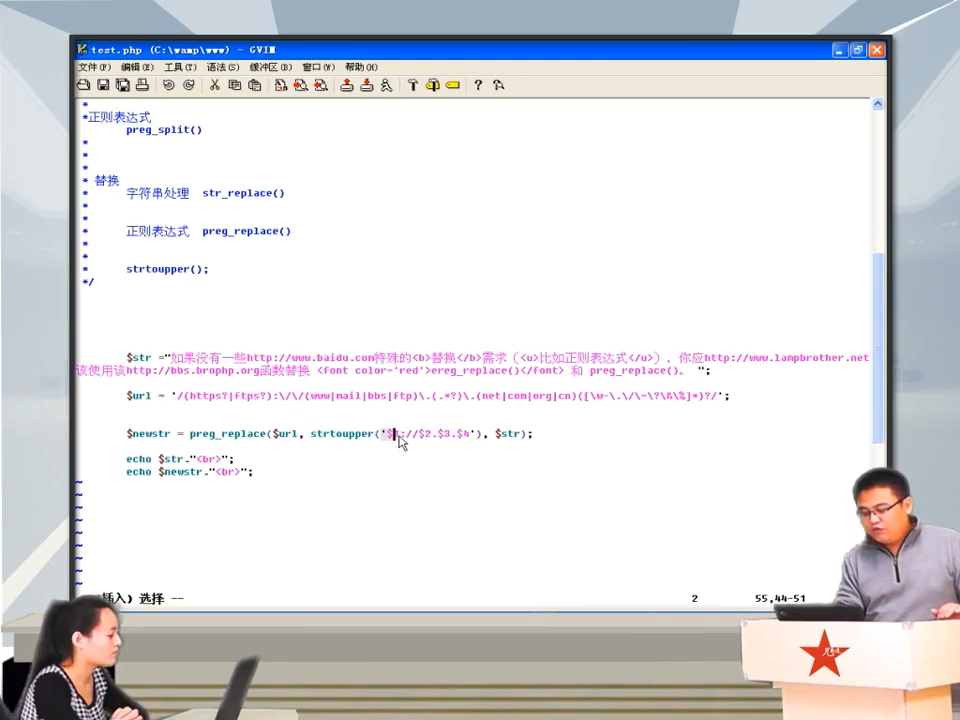 test.php (C:\wamp\www) - GVIM
文件(F) 编辑(E) 工具(T) 语法(S) 缓冲区(B) 窗口(W) 帮助(H)
*
*正则表达式
preg_split()
*
*
*
* 替换
* 字符串处理 str_replace()
*
*
* 正则表达式 preg_replace()
*
*
* strtoupper();
*/
$str ="如果没有一些http://www.baidu.com特殊的<b>替换</b>需求（<u>比如正则表达式</u>），你应http://www.lampbrother.net
该使用该http://bbs.brophp.org函数替换 <font color='red'>ereg_replace()</font> 和 preg_replace()。 ";
$url = '/(https?|ftps?):\/\/(www|mail|bbs|ftp)\.(.*?)\.(net|com|org|cn)([\w-\.\/\-\?\&\%]*)?/';
$newstr = preg_replace($url, strtoupper('$1://$2.$3.$4'), $str);
echo $str."<br>";
echo $newstr."<br>";
~
~
~
~
~
~
~
~
~
插入) 选择 -- 2 55,44-51